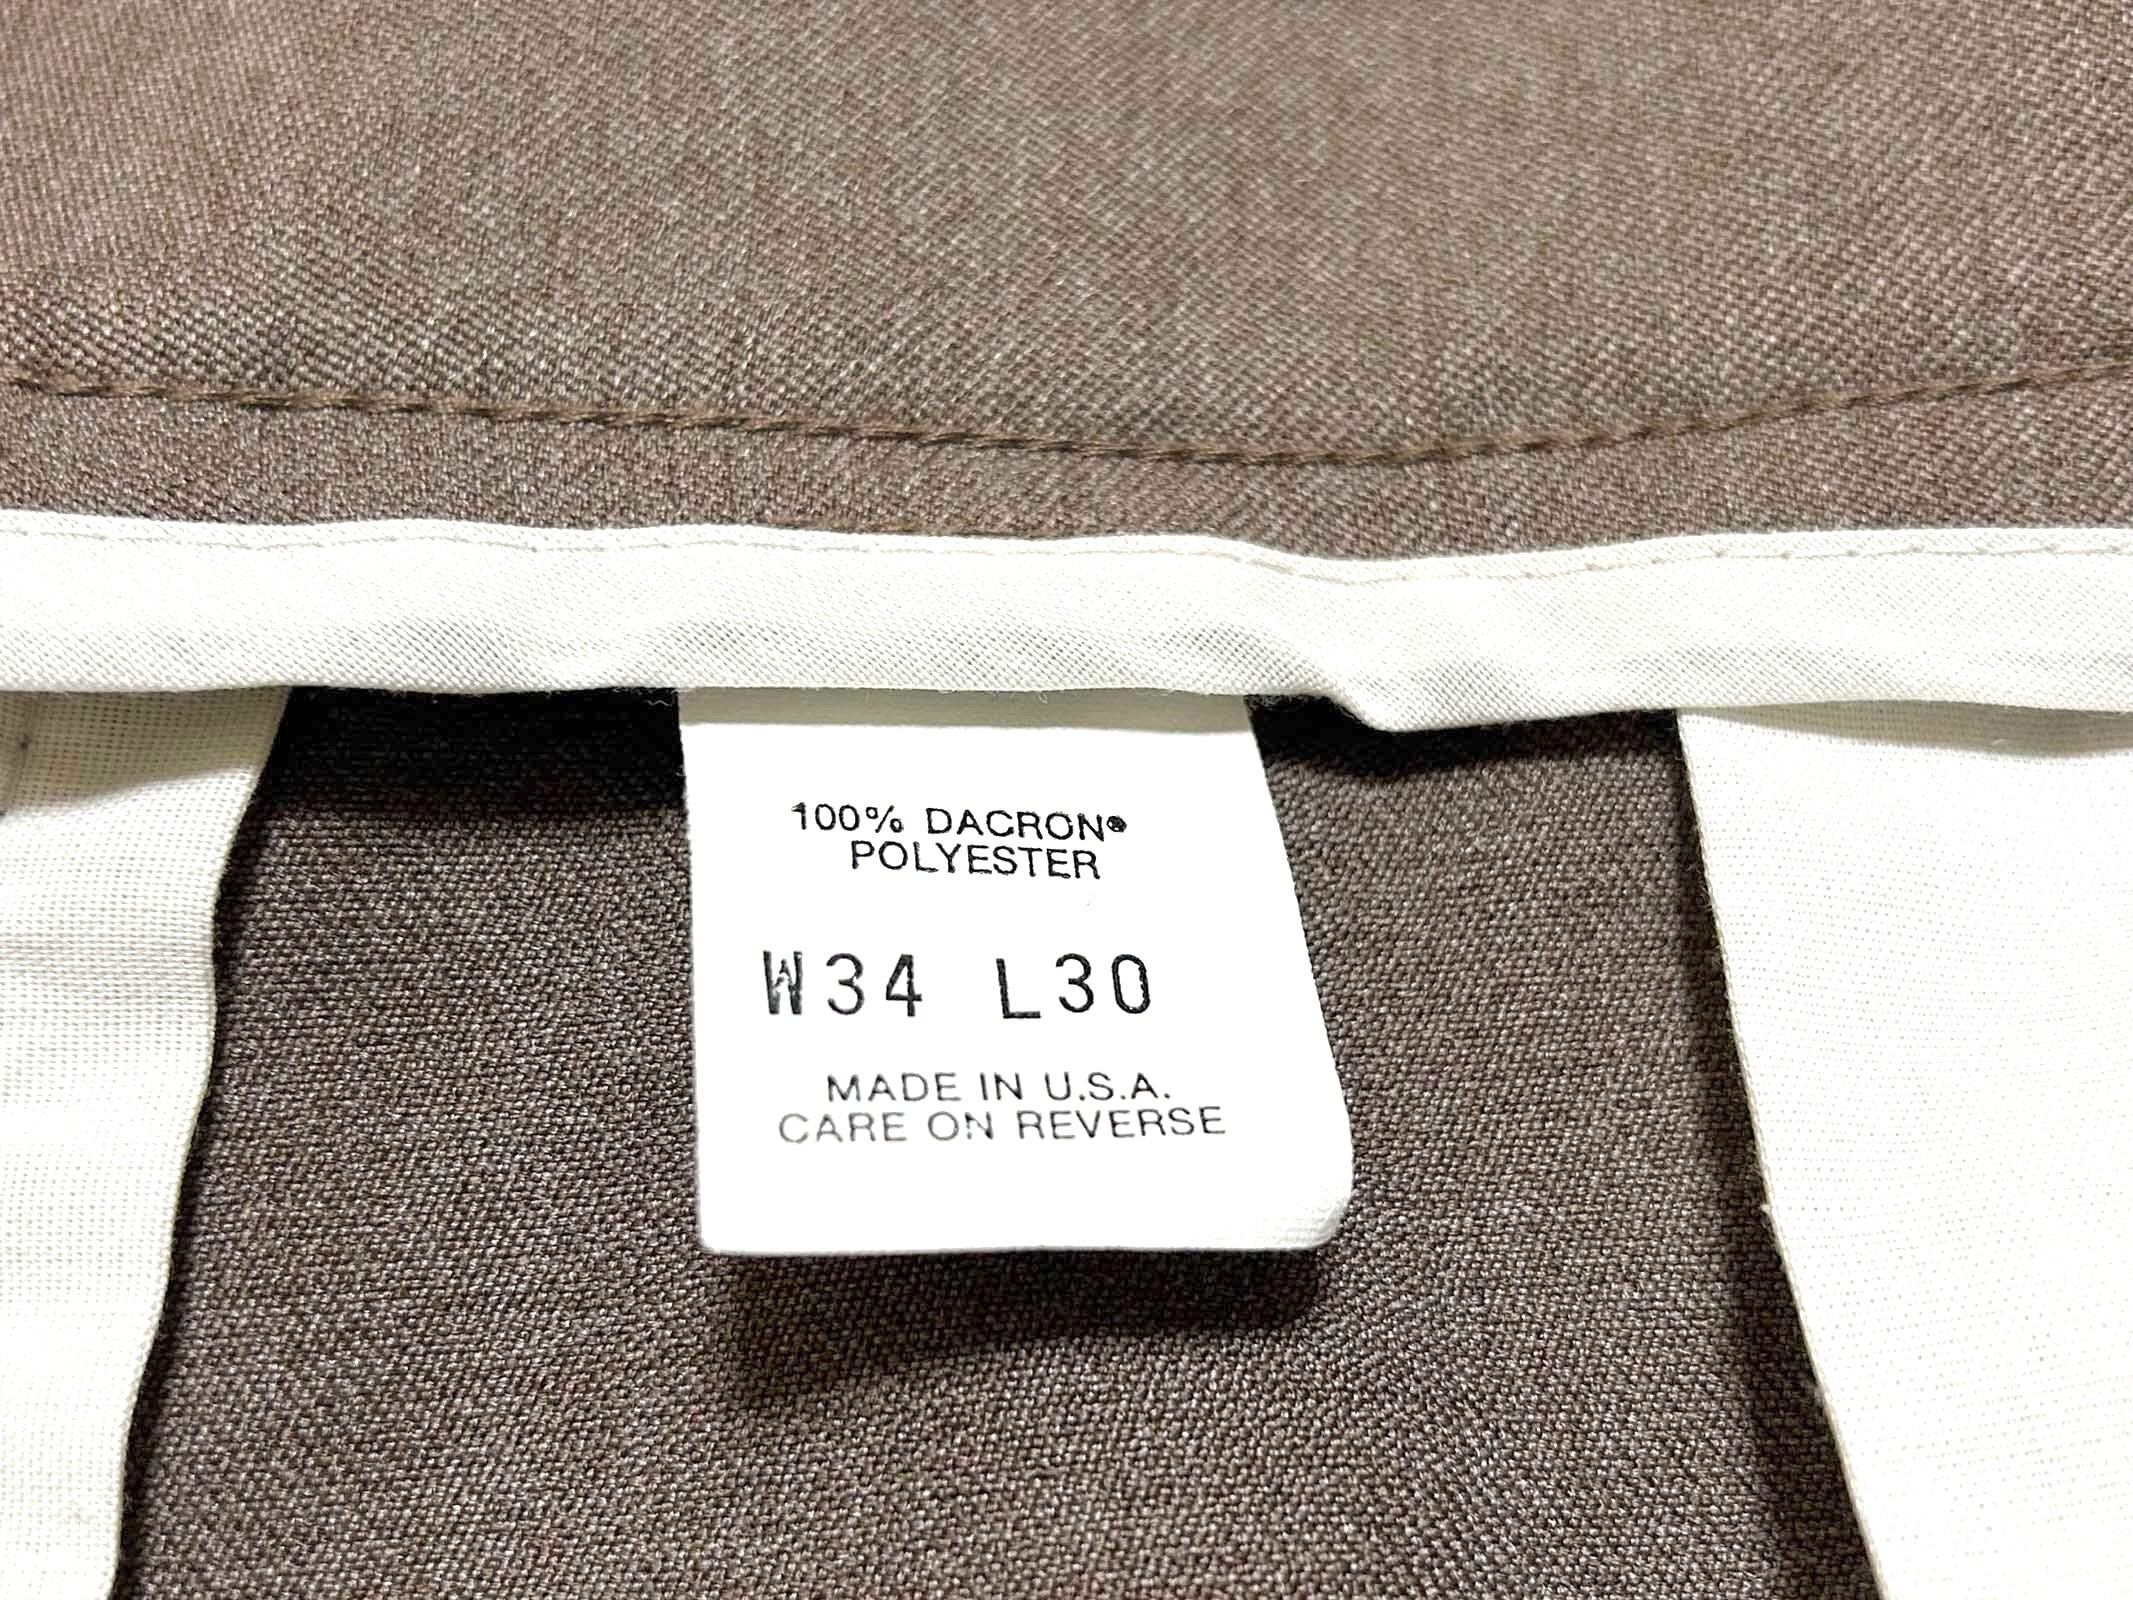 100% DACRON®
POLYESTER
W34 L30
MADE IN U.S.A.
CARE ON REVERSE